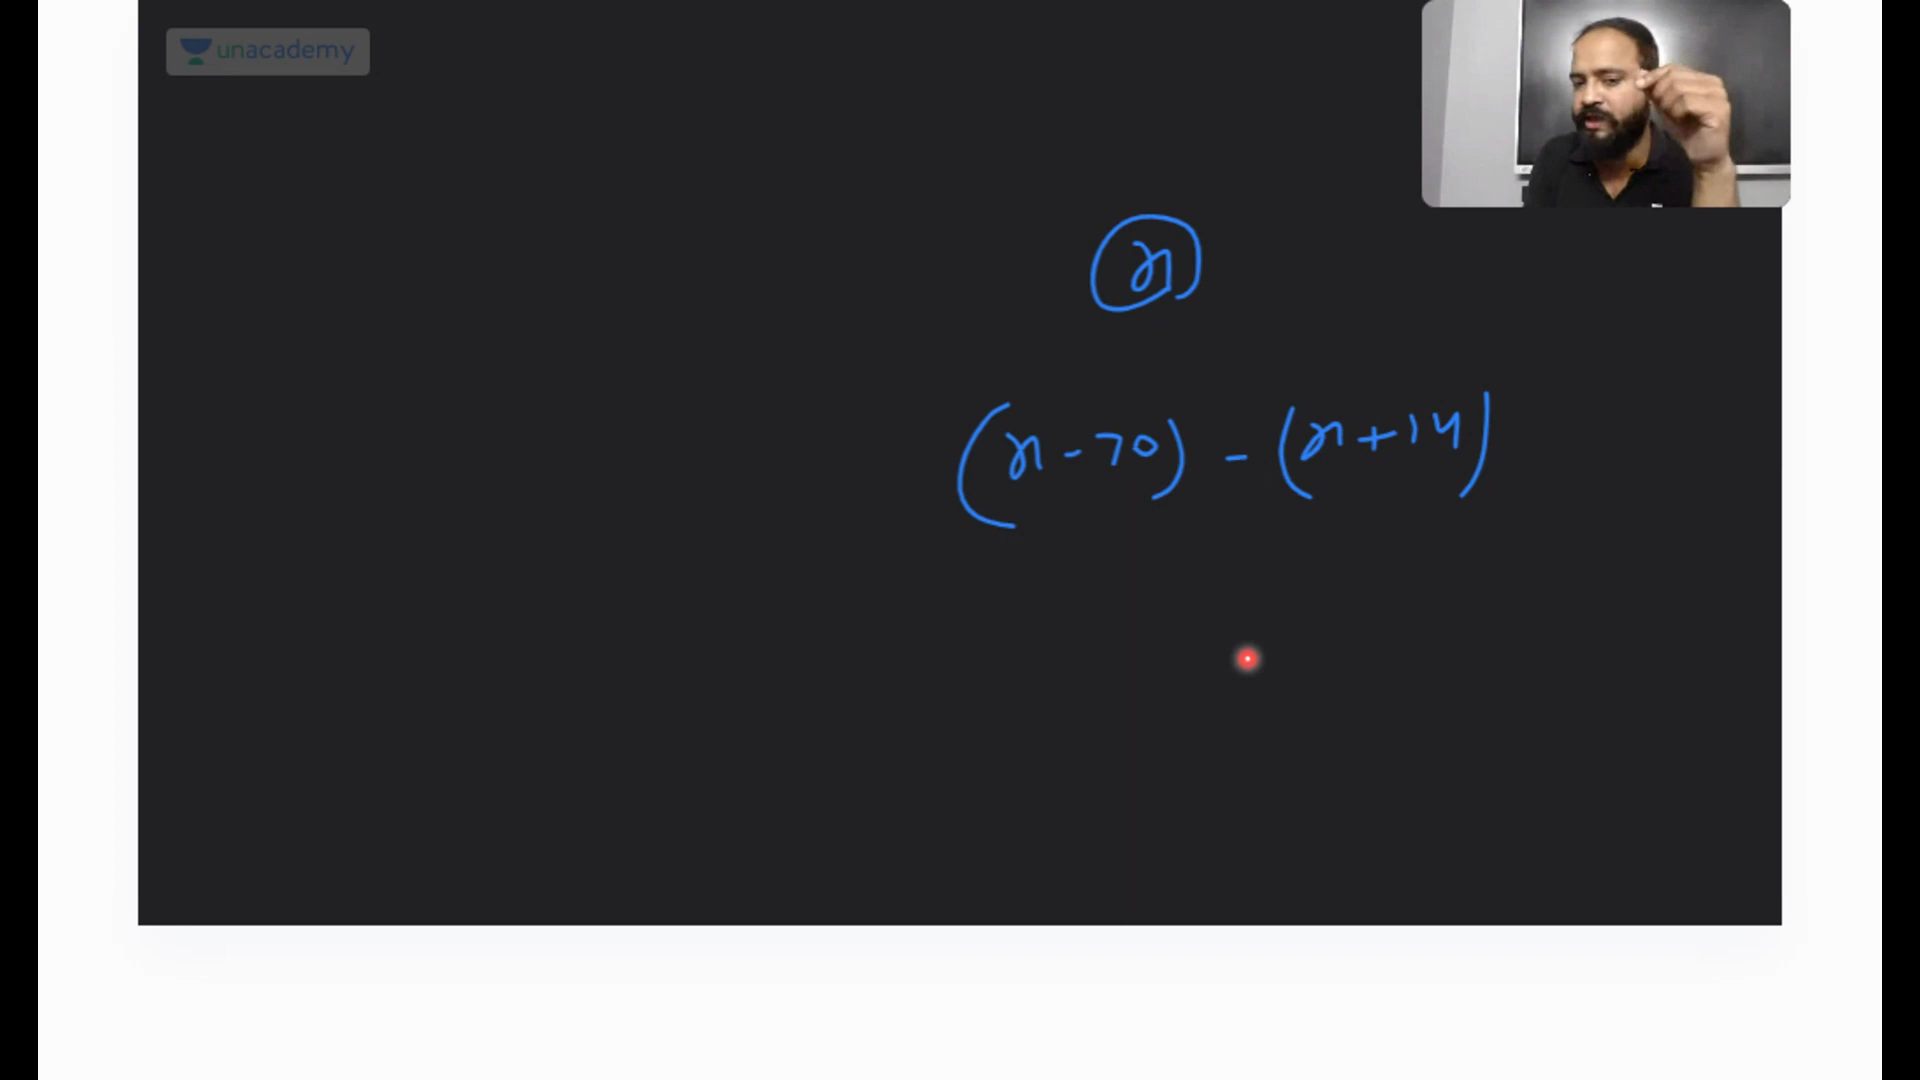 unacademy
x
(x - 70) - (x + 14)